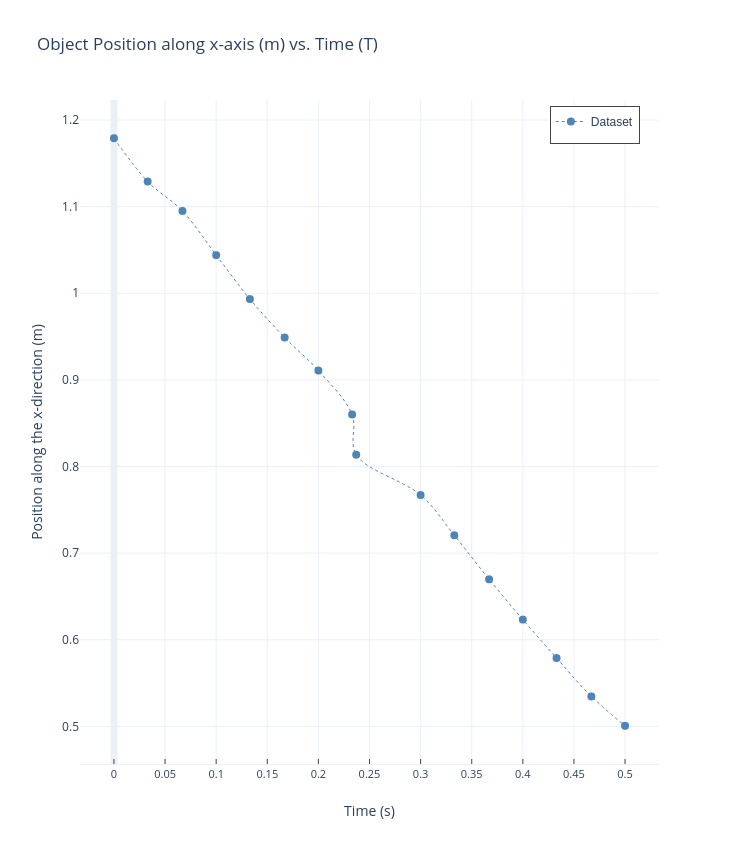 Object Position along x-axis (m) vs. Time (T)
Dataset
1.2
1.1
1
0.9
0.8
0.7
0.6
0.5
Position along the x-direction (m)
0 0.05 0.1 0.15 0.2 0.25 0.3 0.35 0.4 0.45 0.5
Time (s)